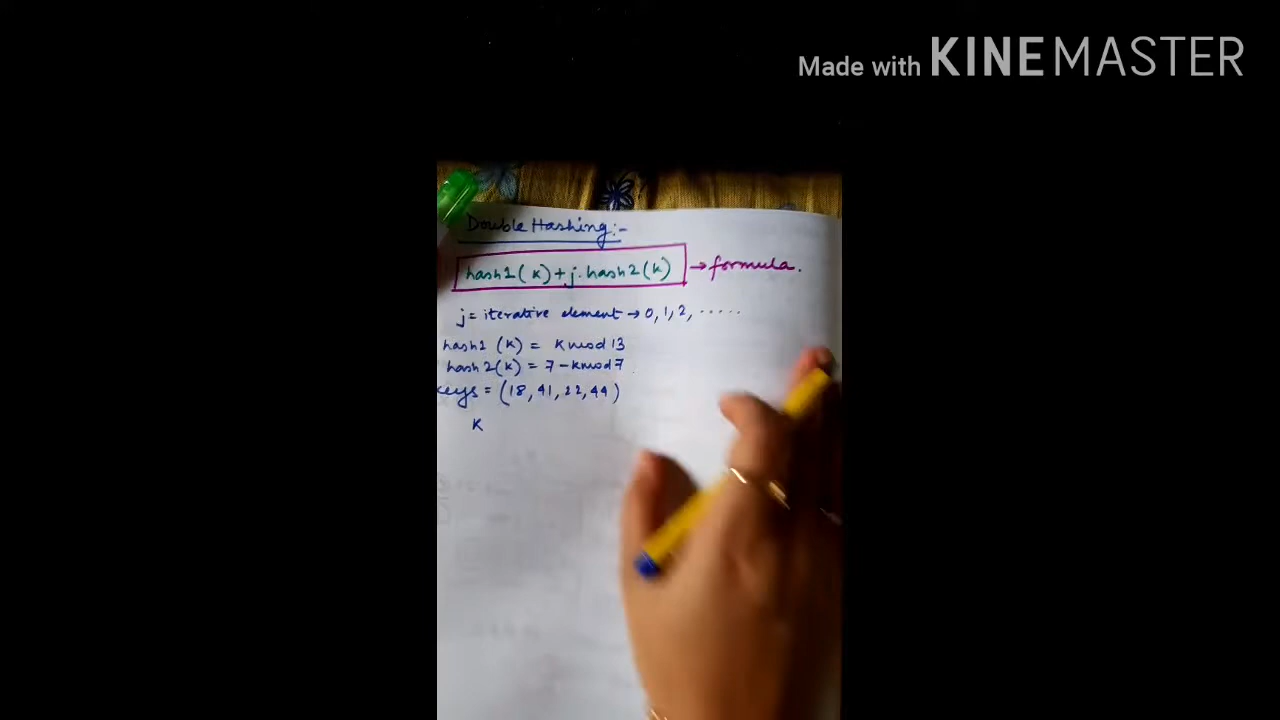 Made with KINEMASTER
Double Hashing:-
hash1(k)+j.hash2(k) → formula.
j = iterative element → 0, 1, 2, .....
hash1 (k) = k mod 13
hash2(k) = 7 - k mod 7
keys = (18, 41, 22, 44)
K